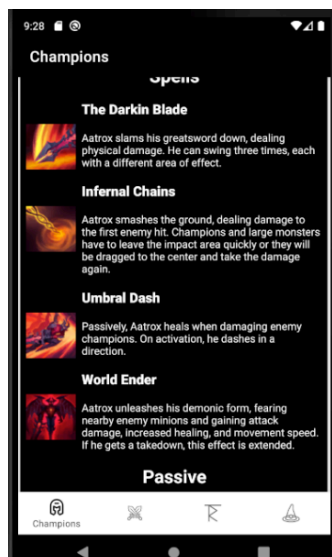 9:28
Champions
Spells
The Darkin Blade
Aatrox slams his greatsword down, dealing
physical damage. He can swing three times, each
with a different area of effect.
Infernal Chains
Aatrox smashes the ground, dealing damage to
the first enemy hit. Champions and large monsters
have to leave the impact area quickly or they will
be dragged to the center and take the damage
again.
Umbral Dash
Passively, Aatrox heals when damaging enemy
champions. On activation, he dashes in a
direction.
World Ender
Aatrox unleashes his demonic form, fearing
nearby enemy minions and gaining attack
damage, increased healing, and movement speed.
If he gets a takedown, this effect is extended.
Passive
Champions